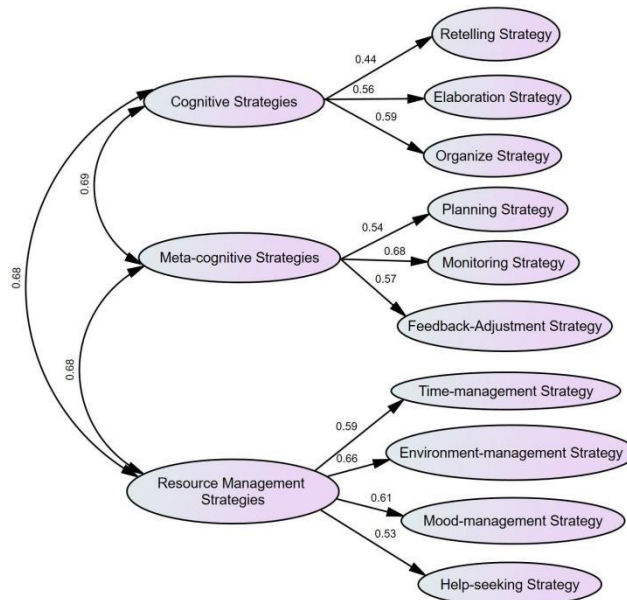 Retelling Strategy
0.44
Cognitive Strategies
0.56
Elaboration Strategy
0.59
Organize Strategy
0.69
Planning Strategy
0.54
Meta-cognitive Strategies
0.68
Monitoring Strategy
0.57
0.68
Feedback-Adjustment Strategy
0.68
Time-management Strategy
0.59
Environment-management Strategy
0.66
Resource Management
Strategies
0.61
Mood-management Strategy
0.53
Help-seeking Strategy